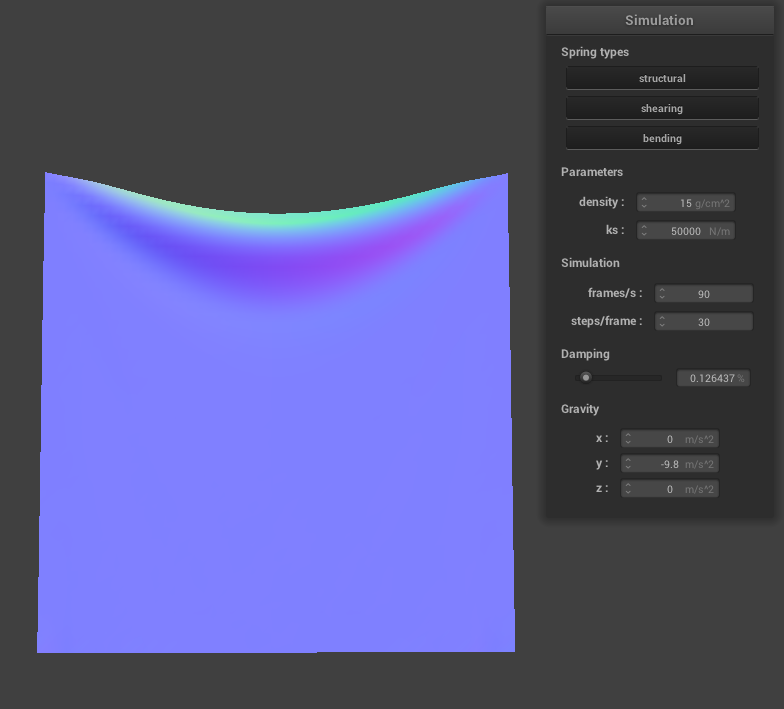 Simulation
Spring types
structural
shearing
bending
Parameters
density : 15 g/cm^2
ks : 50000 N/m
Simulation
frames/s : 90
steps/frame : 30
Damping
0.126437 %
Gravity
x : 0 m/s^2
y : -9.8 m/s^2
z : 0 m/s^2